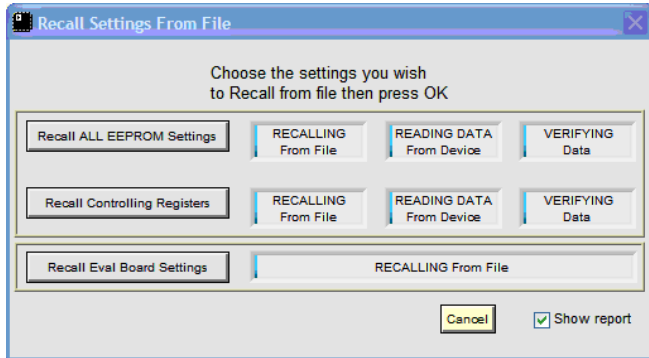 Recall Settings From File
Choose the settings you wish
to Recall from file then press OK
Recall ALL EEPROM Settings
RECALLING
From File
READING DATA
From Device
VERIFYING
Data
Recall Controlling Registers
RECALLING
From File
READING DATA
From Device
VERIFYING
Data
Recall Eval Board Settings
RECALLING From File
Cancel
Show report